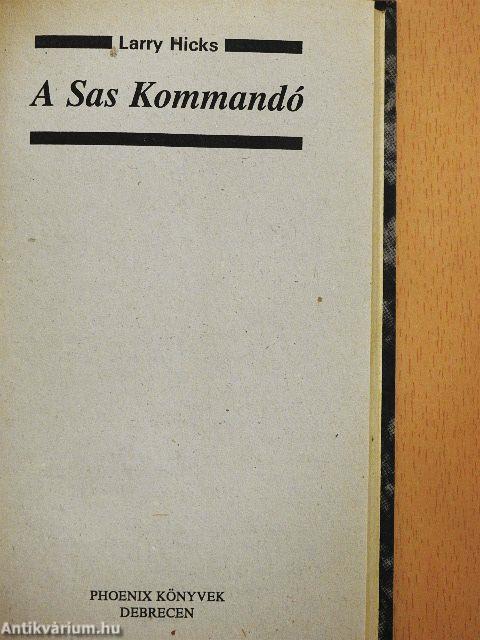 Larry Hicks
A Sas Kommandó
PHOENIX KÖNYVEK
DEBRECEN
Antikvárium.hu